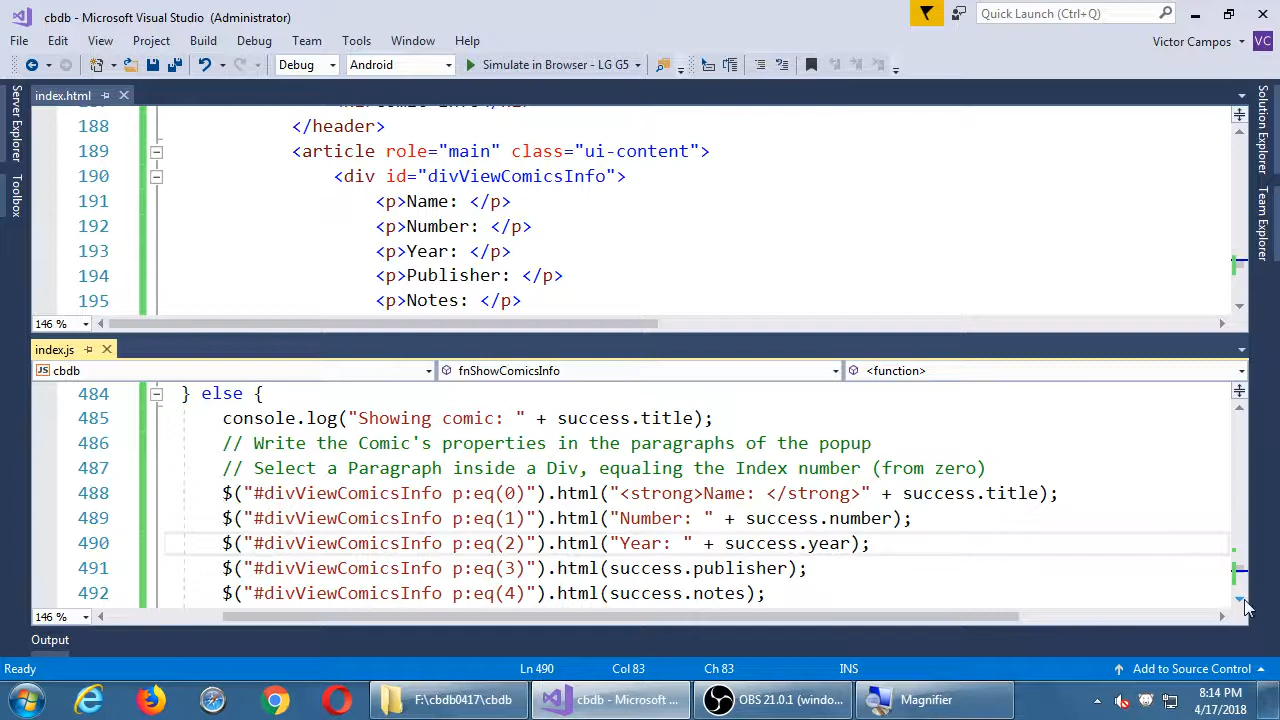 cbdb - Microsoft Visual Studio (Administrator)
Quick Launch (Ctrl+Q)
File Edit View Project Build Debug Team Tools Window Help
Victor Campos VC
Debug Android Simulate in Browser - LG G5
index.html
Server Explorer
Toolbox
Solution Explorer
Team Explorer
188 </header>
189 <article role="main" class="ui-content">
190 <div id="divViewComicsInfo">
191 <p>Name: </p>
192 <p>Number: </p>
193 <p>Year: </p>
194 <p>Publisher: </p>
195 <p>Notes: </p>
146 %
index.js
cbdb fnShowComicsInfo <function>
484 } else {
485 console.log("Showing comic: " + success.title);
486 // Write the Comic's properties in the paragraphs of the popup
487 // Select a Paragraph inside a Div, equaling the Index number (from zero)
488 $("#divViewComicsInfo p:eq(0)").html("<strong>Name: </strong>" + success.title);
489 $("#divViewComicsInfo p:eq(1)").html("Number: " + success.number);
490 $("#divViewComicsInfo p:eq(2)").html("Year: " + success.year);
491 $("#divViewComicsInfo p:eq(3)").html(success.publisher);
492 $("#divViewComicsInfo p:eq(4)").html(success.notes);
146 %
Output
Ready Ln 490 Col 83 Ch 83 INS Add to Source Control
F:\cbdb0417\cbdb cbdb - Microsoft ... OBS 21.0.1 (windo... Magnifier
8:14 PM
4/17/2018